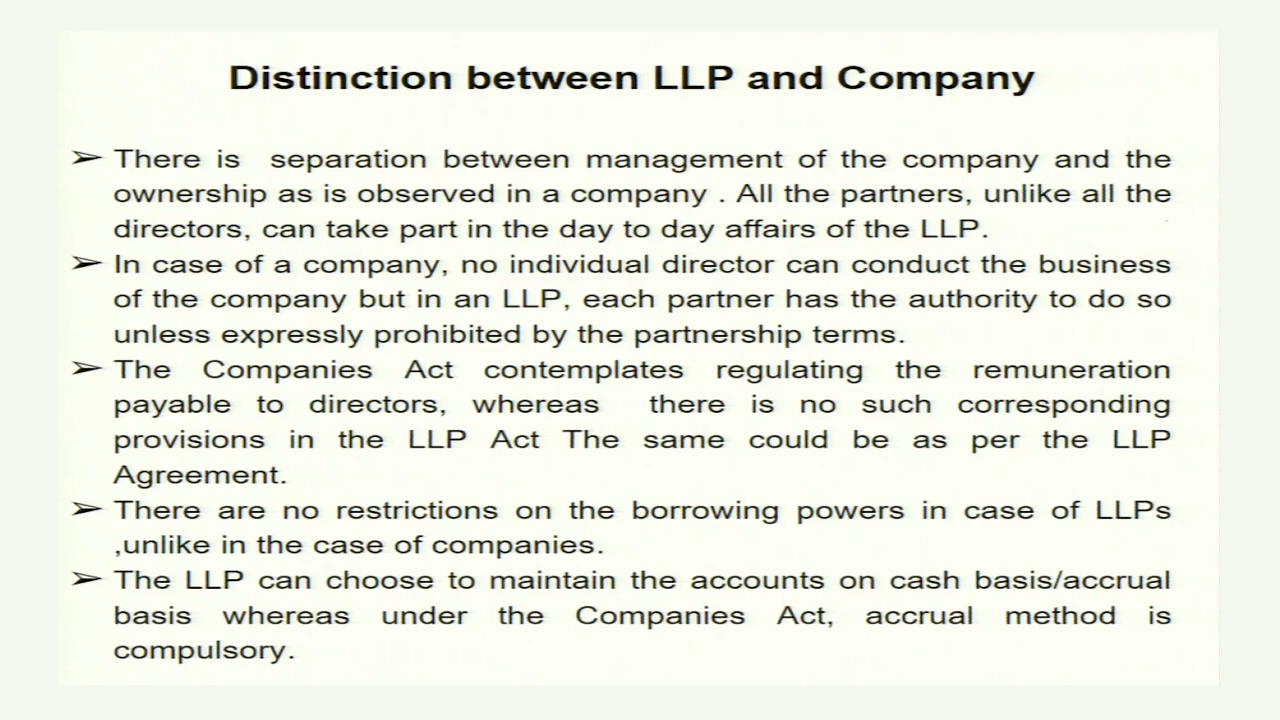 Distinction between LLP and Company
➢ There is separation between management of the company and the
ownership as is observed in a company . All the partners, unlike all the
directors, can take part in the day to day affairs of the LLP.
➢ In case of a company, no individual director can conduct the business
of the company but in an LLP, each partner has the authority to do so
unless expressly prohibited by the partnership terms.
➢ The Companies Act contemplates regulating the remuneration
payable to directors, whereas there is no such corresponding
provisions in the LLP Act The same could be as per the LLP
Agreement.
➢ There are no restrictions on the borrowing powers in case of LLPs
,unlike in the case of companies.
➢ The LLP can choose to maintain the accounts on cash basis/accrual
basis whereas under the Companies Act, accrual method is
compulsory.